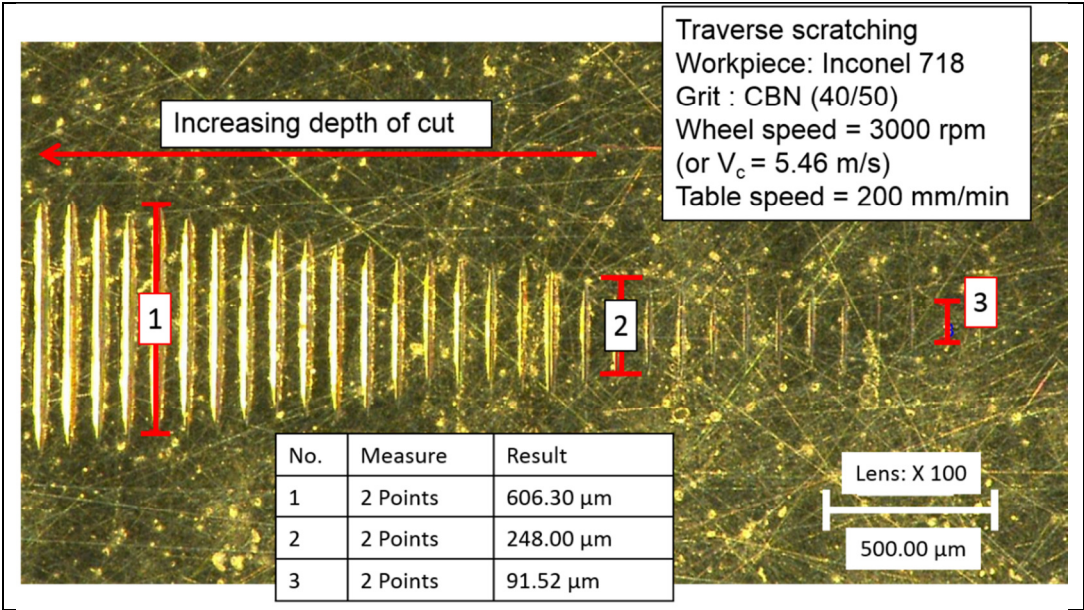 Traverse scratching
Workpiece: Inconel 718
Grit : CBN (40/50)
Wheel speed = 3000 rpm
(or Vc = 5.46 m/s)
Table speed = 200 mm/min
Increasing depth of cut
1
2
3
No. Measure Result
1 2 Points 606.30 µm
2 2 Points 248.00 µm
3 2 Points 91.52 µm
Lens: X 100
500.00 µm